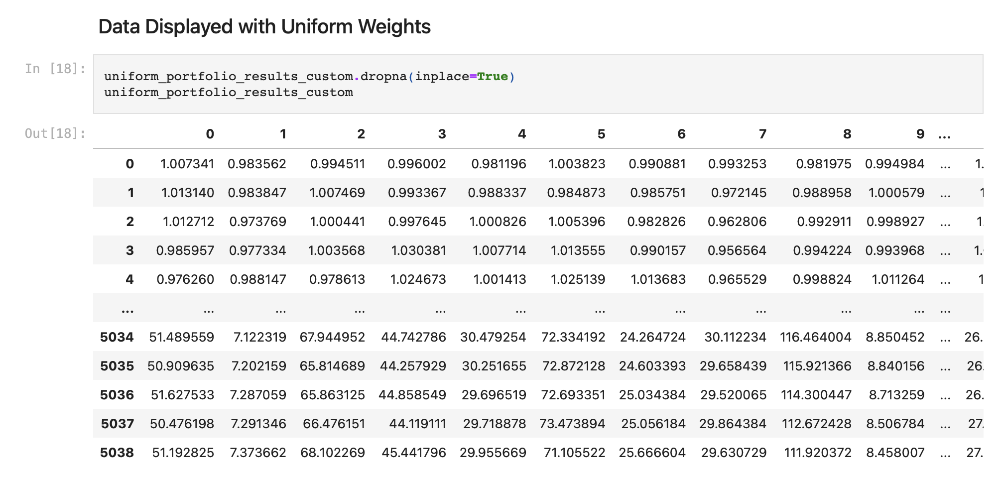 Data Displayed with Uniform Weights
In [18]:
uniform_portfolio_results_custom.dropna(inplace=True)
uniform_portfolio_results_custom
Out[18]:
0 1 2 3 4 5 6 7 8 9 ...
0 1.007341 0.983562 0.994511 0.996002 0.981196 1.003823 0.990881 0.993253 0.981975 0.994984 ... 1.
1 1.013140 0.983847 1.007469 0.993367 0.988337 0.984873 0.985751 0.972145 0.988958 1.000579 ... 1
2 1.012712 0.973769 1.000441 0.997645 1.000826 1.005396 0.982826 0.962806 0.992911 0.998927 ... 1.
3 0.985957 0.977334 1.003568 1.030381 1.007714 1.013555 0.990157 0.956564 0.994224 0.993968 ... 1.
4 0.976260 0.988147 0.978613 1.024673 1.001413 1.025139 1.013683 0.965529 0.998824 1.011264 ... 1
... ... ... ... ... ... ... ... ... ... ... ...
5034 51.489559 7.122319 67.944952 44.742786 30.479254 72.334192 24.264724 30.112234 116.464004 8.850452 ... 26.
5035 50.909635 7.202159 65.814689 44.257929 30.251655 72.872128 24.603393 29.658439 115.921366 8.840156 ... 26.
5036 51.627533 7.287059 65.863125 44.858549 29.696519 72.693351 25.034384 29.520065 114.300447 8.713259 ... 26.
5037 50.476198 7.291346 66.476151 44.119111 29.718878 73.473894 25.056184 29.864384 112.672428 8.506784 ... 27.
5038 51.192825 7.373662 68.102269 45.441796 29.955669 71.105522 25.666604 29.630729 111.920372 8.458007 ... 27.